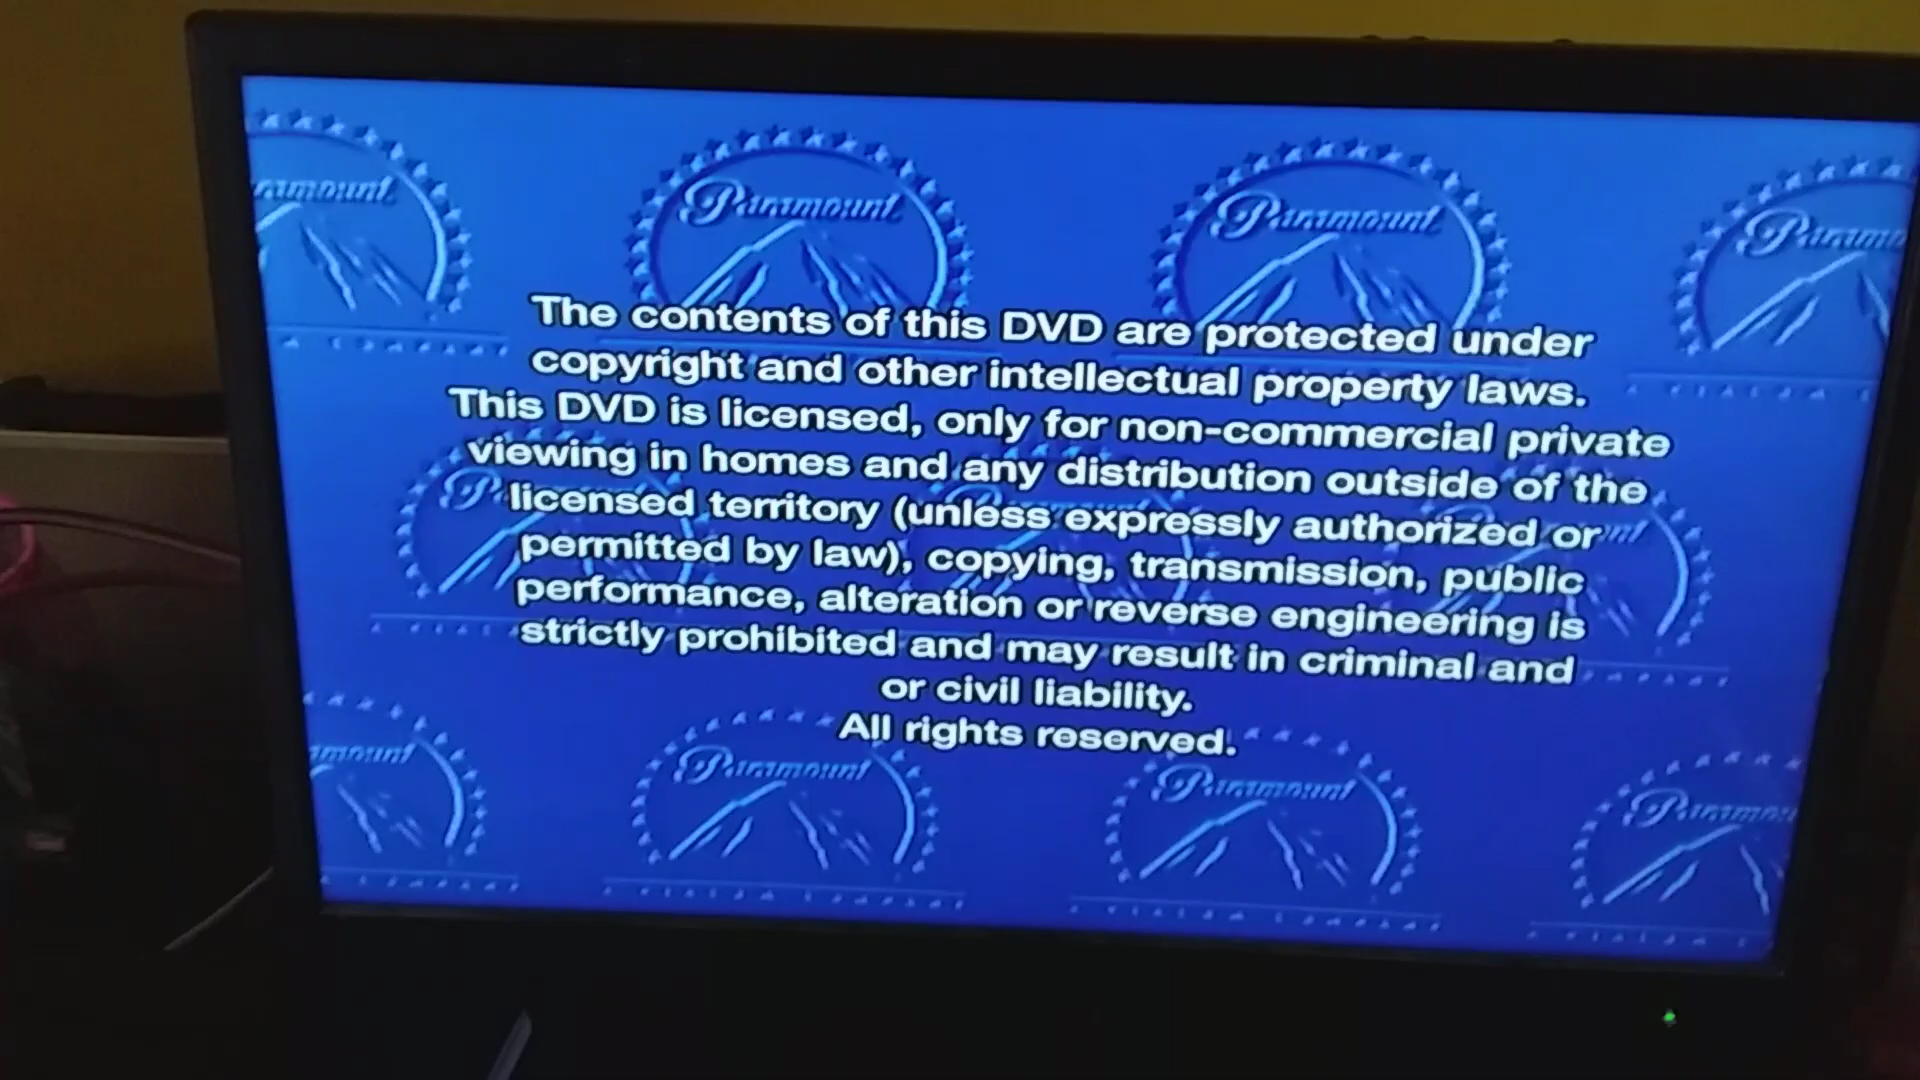 Paramount
Paramount
The contents of this DVD are protected under
copyright and other intellectual property laws.
This DVD is licensed, only for non-commercial private
viewing in homes and any distribution outside of the
licensed territory (unless expressly authorized or
permitted by law), copying, transmission, public
performance, alteration or reverse engineering is
strictly prohibited and may result in criminal and
or civil liability.
All rights reserved.
Paramount
Paramount